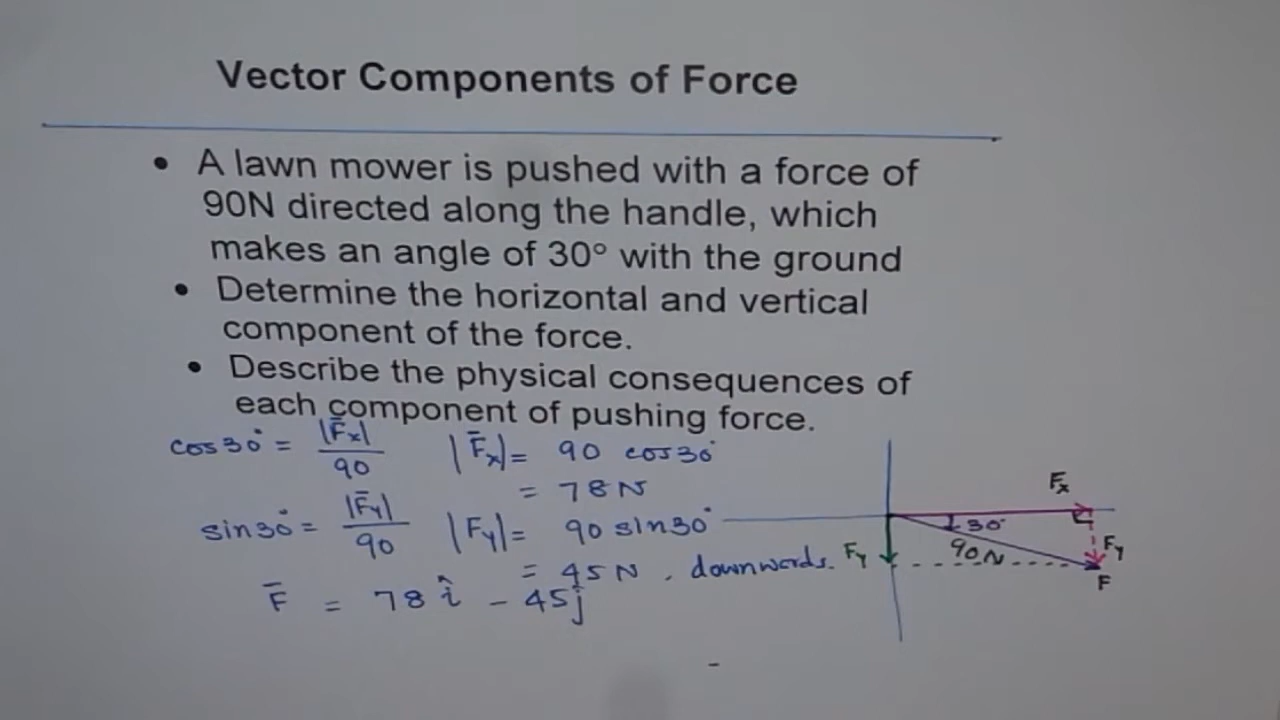 Vector Components of Force
• A lawn mower is pushed with a force of
90N directed along the handle, which
makes an angle of 30° with the ground
• Determine the horizontal and vertical
component of the force.
• Describe the physical consequences of
each component of pushing force.
cos30° = |F̄x| / 90    |F̄x| = 90 cos30°
= 78N
sin30° = |F̄y| / 90    |Fy| = 90 sin30°
= 45N, downwards.
F̄ = 78 î - 45ĵ
Fx
30°
90N
Fy
Fy
F